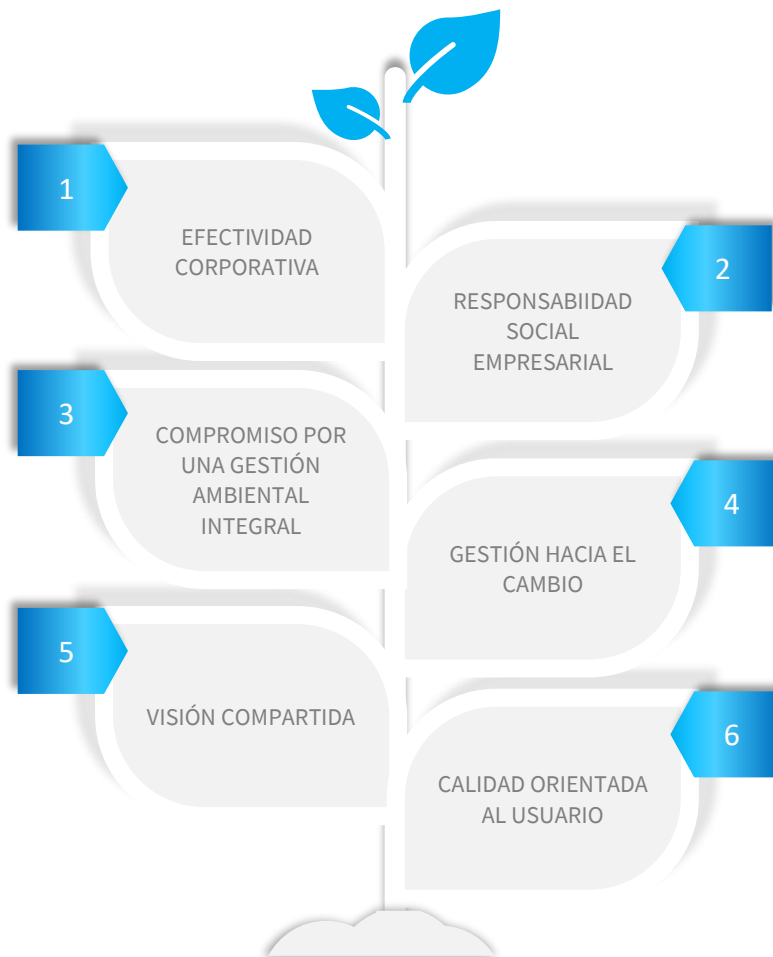 1
EFECTIVIDAD
CORPORATIVA
2
RESPONSABIIDAD
SOCIAL
EMPRESARIAL
3
COMPROMISO POR
UNA GESTIÓN
AMBIENTAL
INTEGRAL
4
GESTIÓN HACIA EL
CAMBIO
5
VISIÓN COMPARTIDA
6
CALIDAD ORIENTADA
AL USUARIO